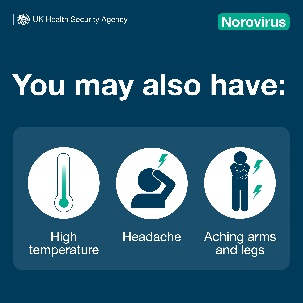 UK Health Security Agency
Norovirus
You may also have:
High
temperature
Headache
Aching arms
and legs